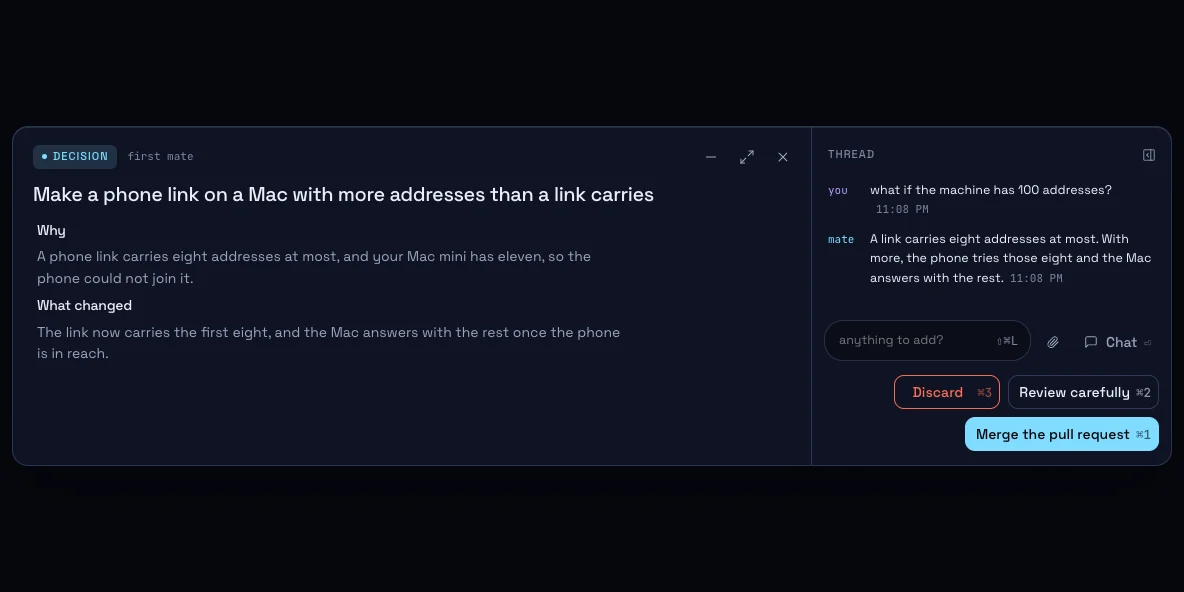 DECISION first mate
Make a phone link on a Mac with more addresses than a link carries
Why
A phone link carries eight addresses at most, and your Mac mini has eleven, so the
phone could not join it.
What changed
The link now carries the first eight, and the Mac answers with the rest once the phone
is in reach.
THREAD
you what if the machine has 100 addresses?
11:08 PM
mate A link carries eight addresses at most. With
more, the phone tries those eight and the Mac
answers with the rest. 11:08 PM
anything to add? ⇧⌘L Chat ⏎
Discard ⌘3 Review carefully ⌘2
Merge the pull request ⌘1